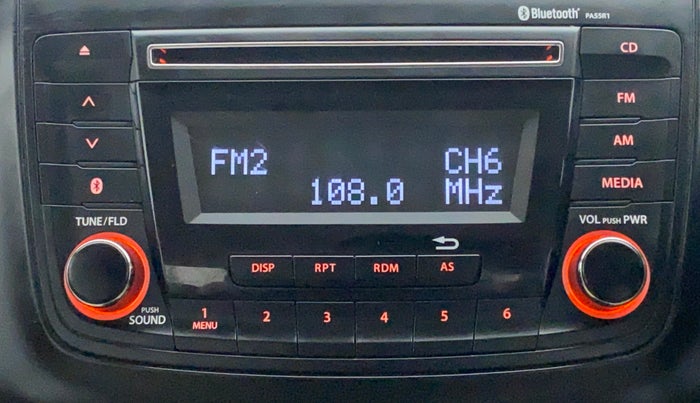 Bluetooth® PA55R1
CD
FM
AM
MEDIA
FM2 CH6
108.0 MHz
TUNE/FLD
VOL PUSH PWR
DISP RPT RDM AS
PUSH
SOUND
1 2 3 4 5 6
MENU